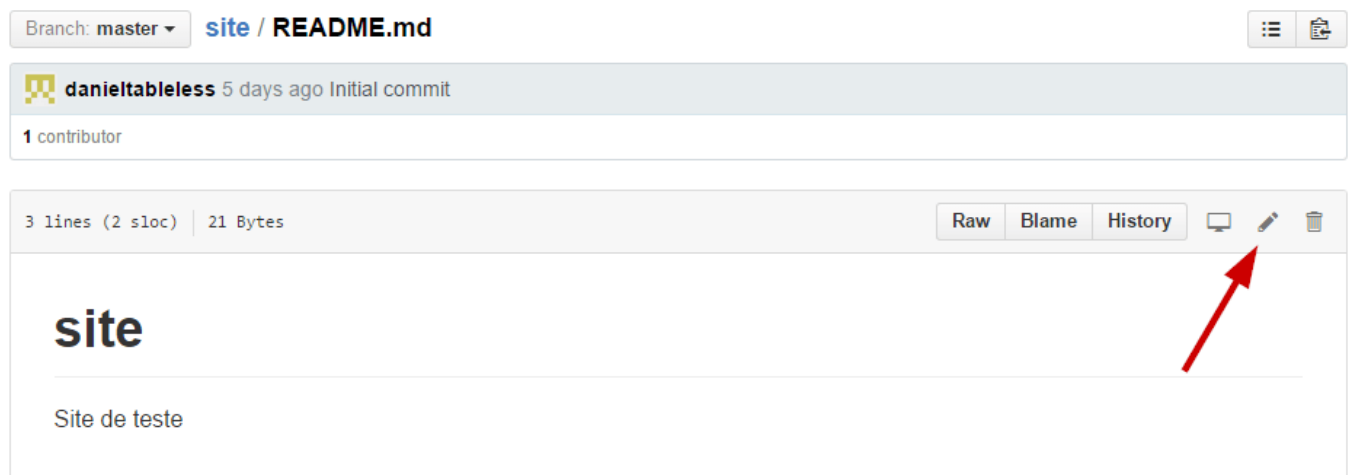 Branch: master site / README.md
danieltableless 5 days ago Initial commit
1 contributor
3 lines (2 sloc) 21 Bytes Raw Blame History
site
Site de teste